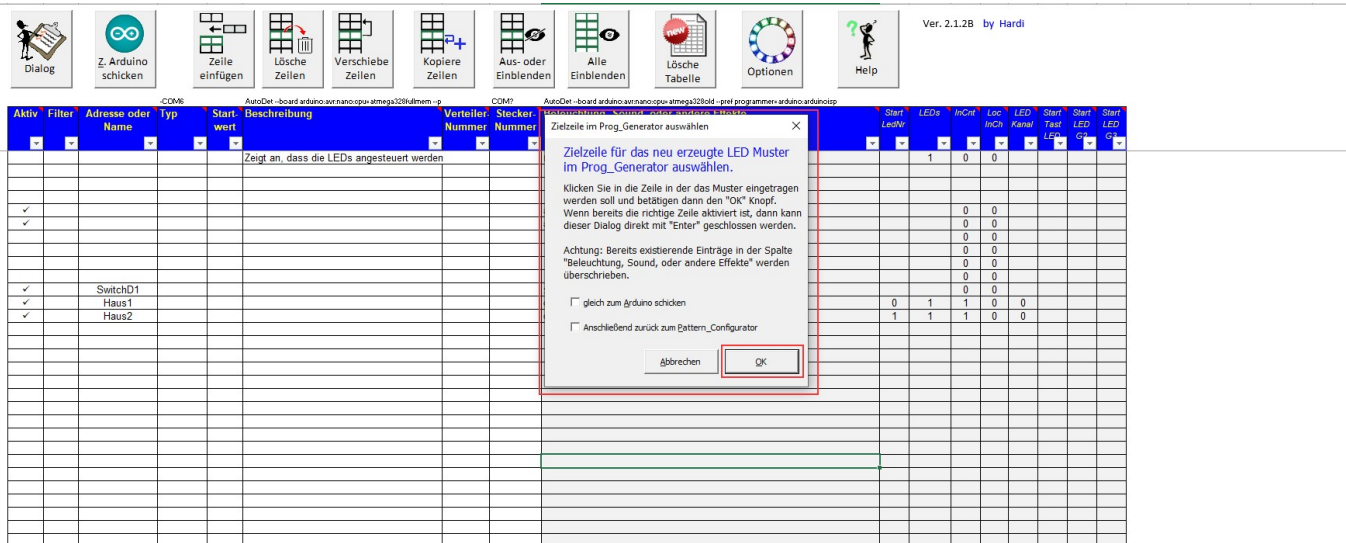 Ver. 2.1.2B by Hardi
Dialog
Z. Arduino
schicken
Zeile
einfügen
Lösche
Zeilen
Verschiebe
Zeilen
Kopiere
Zeilen
Aus- oder
Einblenden
Alle
Einblenden
new
Lösche
Tabelle
Optionen
Help
-COM6
AutoDet --board arduino:avr:nano:cpu=atmega328fullmem --p
COM?
AutoDet --board arduino:avr:nano:cpu=atmega328old --pref programmer=arduino:arduinoisp
Aktiv Filter Adresse oder Typ Start- Beschreibung Verteiler- Stecker- Beleuchtung, Sound, oder andere Effekte Start LEDs InCnt Loc LED Start Start Start
Name wert Nummer Nummer LedNr InCh Kanal Tast LED LED
LED G2 G3
Zeigt an, dass die LEDs angesteuert werden 1 0 0
✓
✓ 0 0
0 0
0 0
0 0
0 0
0 0
✓ SwitchD1 0 0
✓ Haus1 0 1 1 0 0
✓ Haus2 1 1 1 0 0
Zielzeile im Prog_Generator auswählen
Zielzeile für das neu erzeugte LED Muster
im Prog_Generator auswählen.
Klicken Sie in die Zeile in der das Muster eingetragen
werden soll und betätigen dann den "OK" Knopf.
Wenn bereits die richtige Zeile aktiviert ist, dann kann
dieser Dialog direkt mit "Enter" geschlossen werden.
Achtung: Bereits existierende Einträge in der Spalte
"Beleuchtung, Sound, oder andere Effekte" werden
überschrieben.
gleich zum Arduino schicken
Anschließend zurück zum Pattern_Configurator
Abbrechen
OK